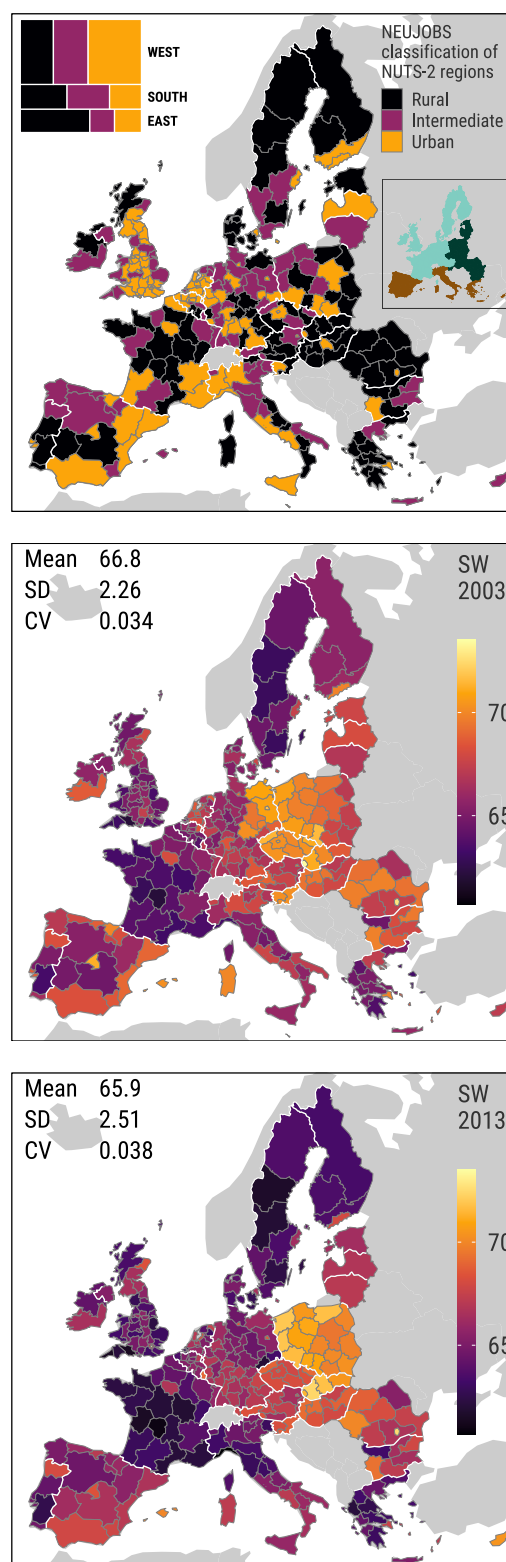 NEUJOBS
classification of
NUTS-2 regions
Rural
Intermediate
Urban
WEST
SOUTH
EAST
Mean 66.8
SD 2.26
CV 0.034
SW
2003
70
65
Mean 65.9
SD 2.51
CV 0.038
SW
2013
70
65